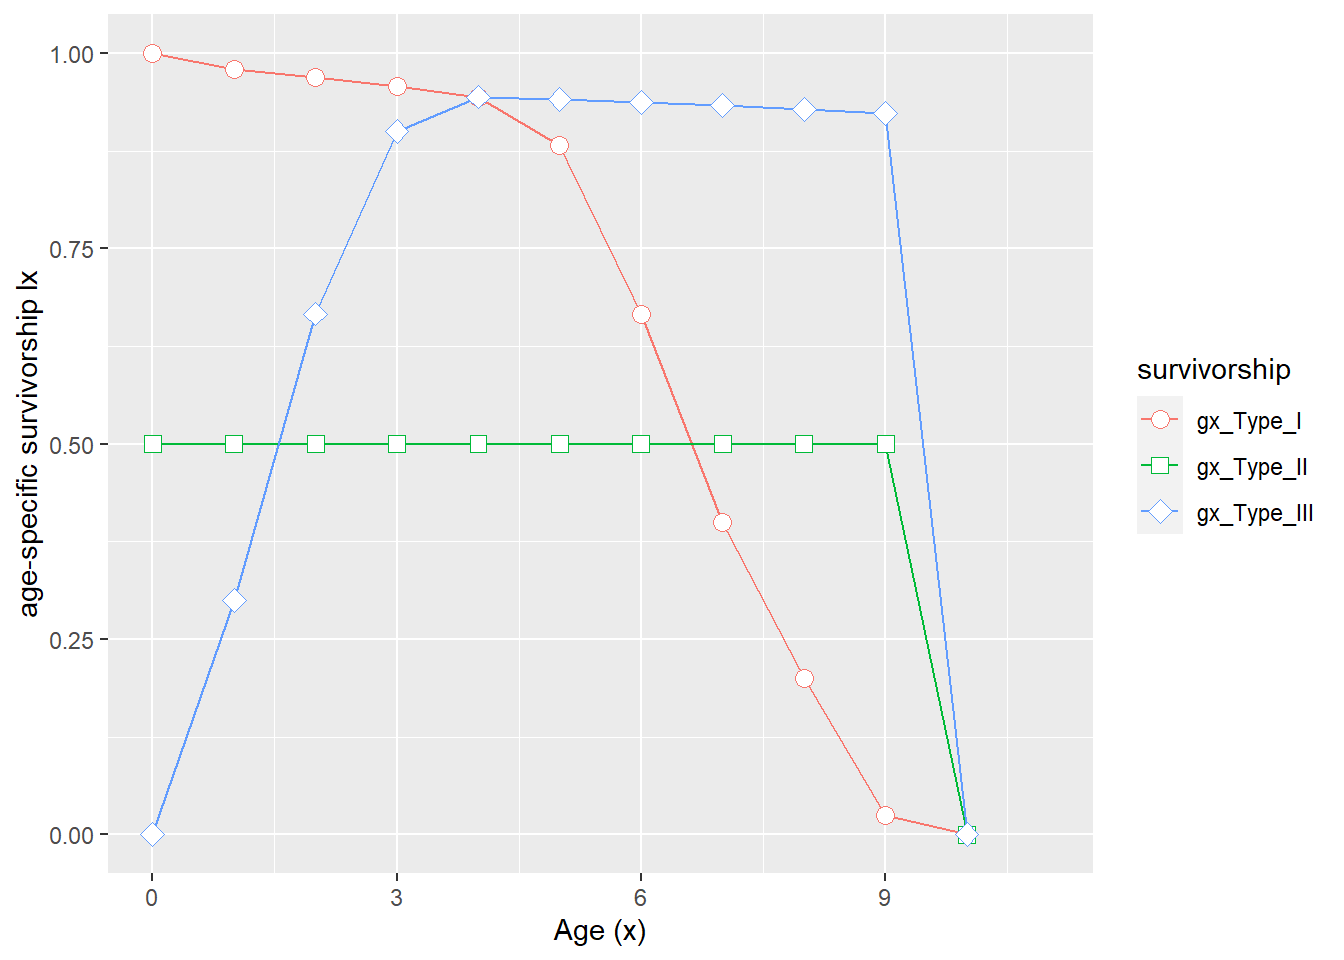 1.00
0.75
0.50
0.25
0.00
age-specific survivorship lx
0
3
6
9
Age (x)
survivorship
gx_Type_I
gx_Type_II
gx_Type_III